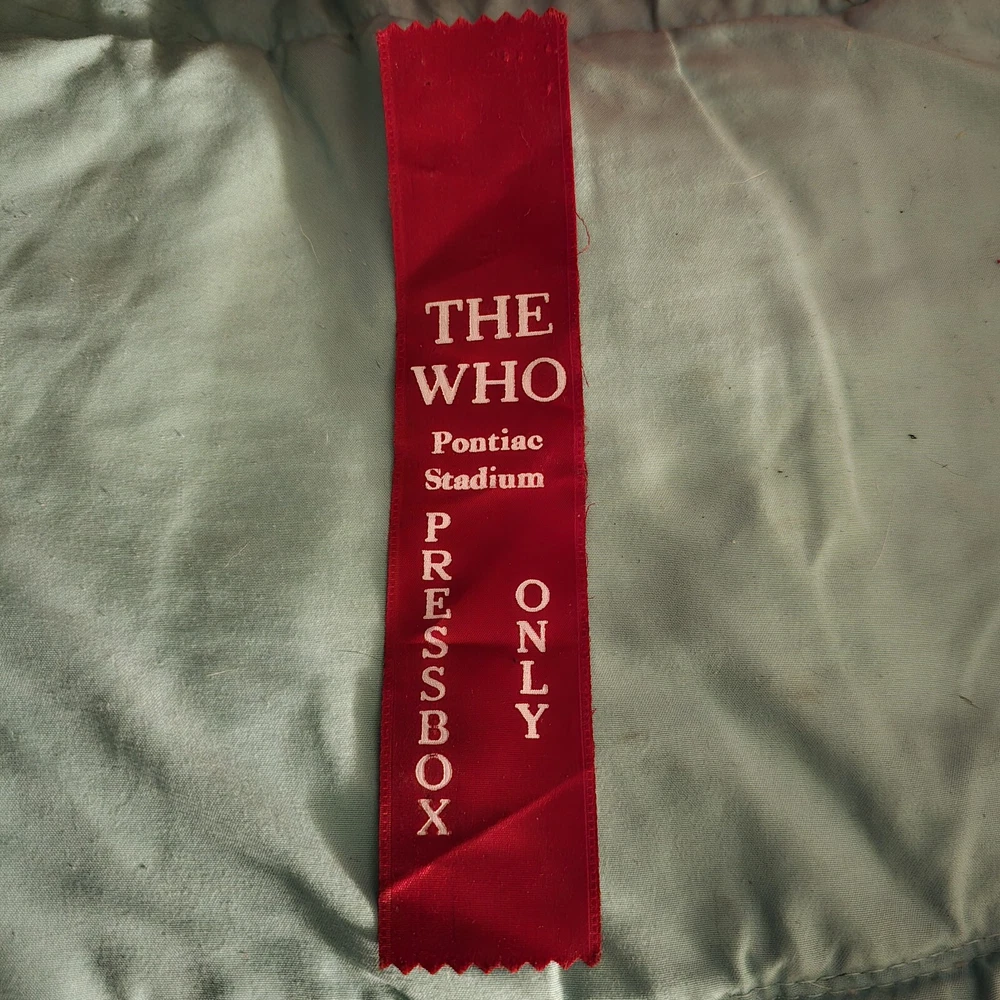 THE
WHO
Pontiac
Stadium
PRESSBOX
ONLY